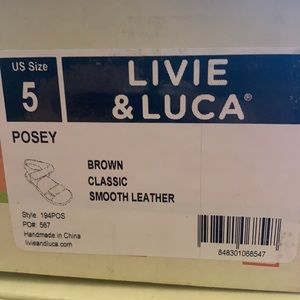 US Size
5
LIVIE
& LUCA®
POSEY
BROWN
CLASSIC
SMOOTH LEATHER
Style: 194POS
PO#: 567
Handmade in China
livieandluca.com
848301066547